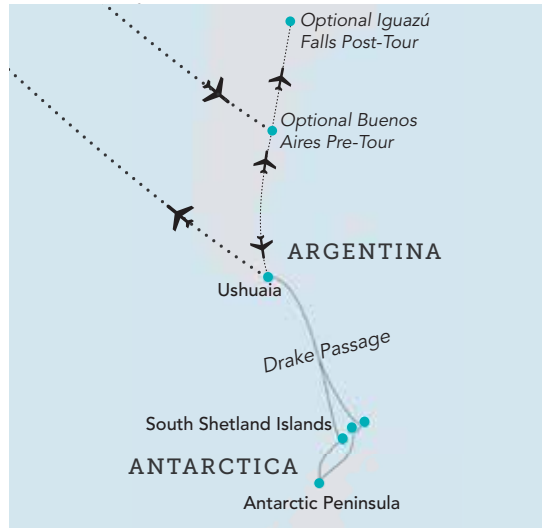 Optional Iguazú
Falls Post-Tour
Optional Buenos
Aires Pre-Tour
ARGENTINA
Ushuaia
Drake Passage
South Shetland Islands
ANTARCTICA
Antarctic Peninsula